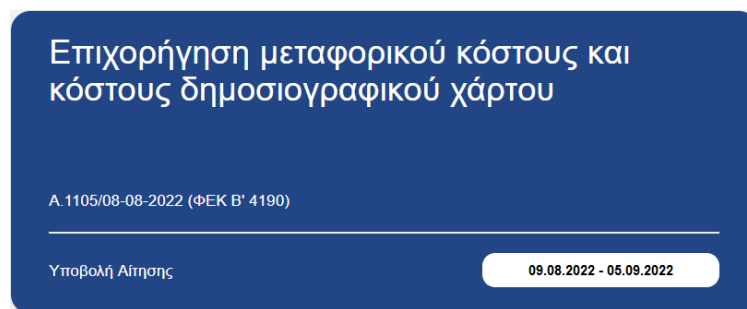 Επιχορήγηση μεταφορικού κόστους και
κόστους δημοσιογραφικού χάρτου
Α.1105/08-08-2022 (ΦΕΚ Β' 4190)
Υποβολή Αίτησης
09.08.2022 - 05.09.2022